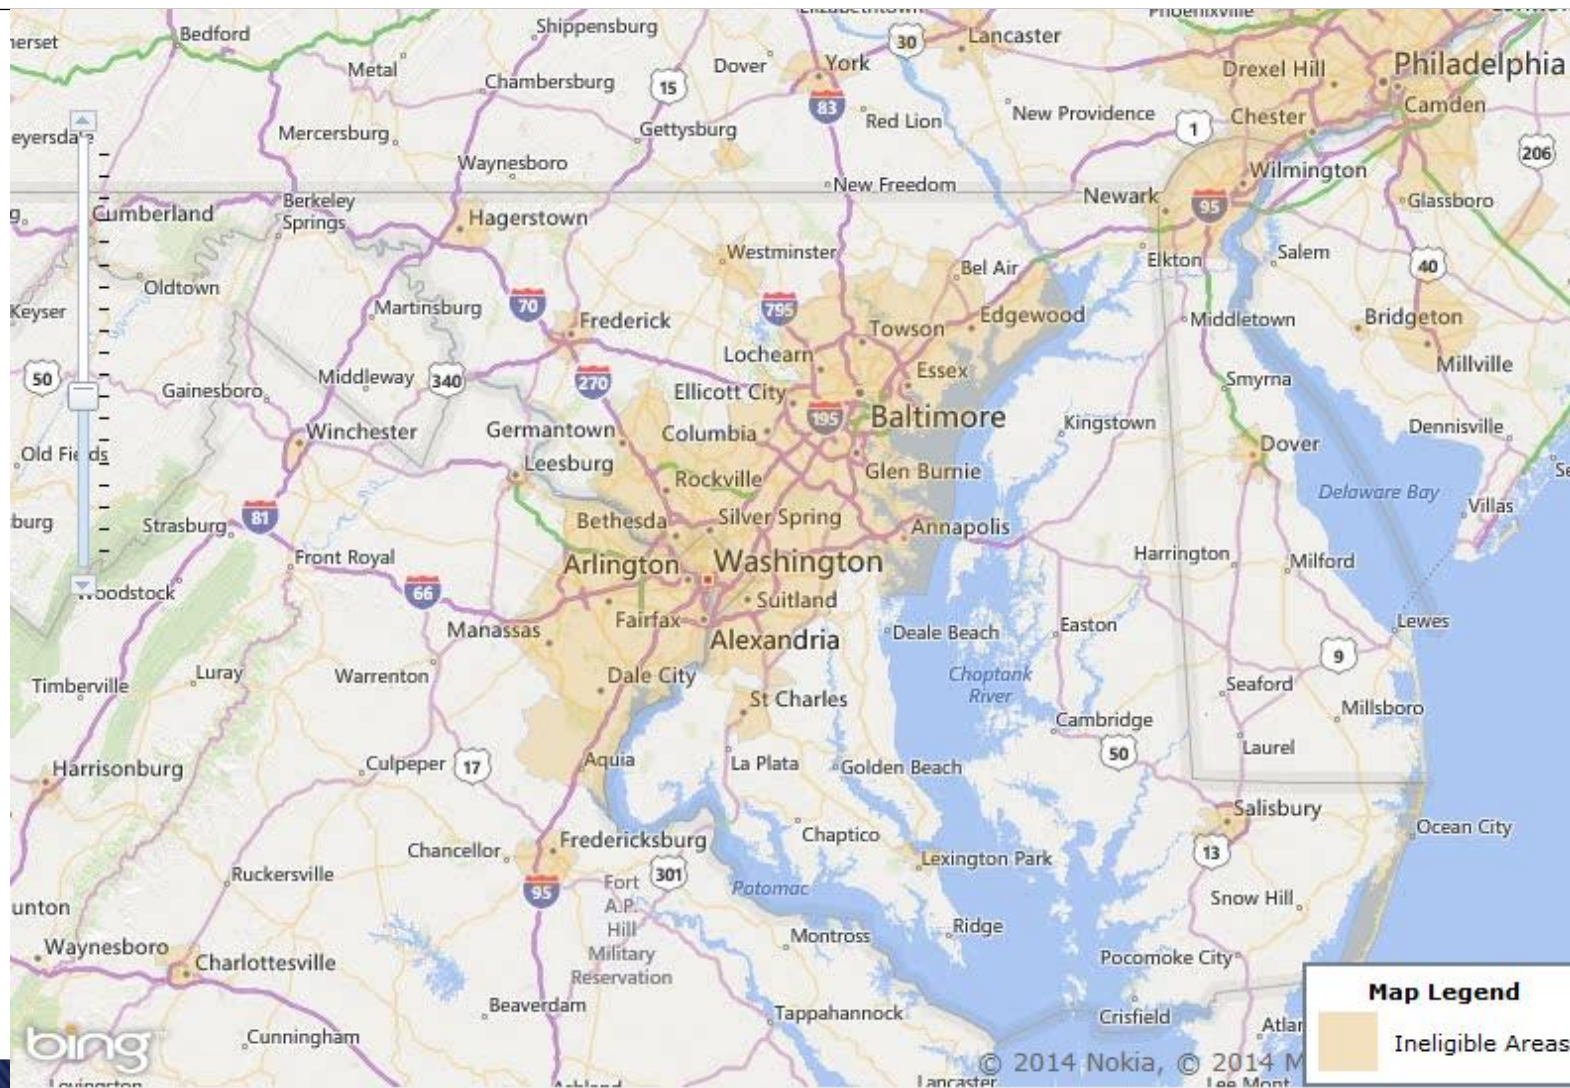 Bedford
Shippensburg
30
Lancaster
Metal
Dover
York
Drexel Hill
Philadelphia
Chambersburg
15
83
Red Lion
New Providence
Chester
Camden
Mercersburg
Gettysburg
1
206
Waynesboro
New Freedom
Wilmington
Newark
95
Glassboro
Cumberland
Berkeley
Springs
Hagerstown
Westminster
Elkton
Salem
40
Oldtown
Bel Air
Keyser
Martinsburg
70
Frederick
795
Towson
Edgewood
Middletown
Bridgeton
Lochearn
Essex
Millville
50
Gainesboro
Middleway
340
270
Ellicott City
195
Baltimore
Smyrna
Winchester
Germantown
Columbia
Kingstown
Dennisville
Old Fields
Leesburg
Rockville
Glen Burnie
Dover
Delaware Bay
Villas
81
Strasburg
Bethesda
Silver Spring
Annapolis
Front Royal
Arlington
Washington
Harrington
Milford
Woodstock
66
Suitland
Manassas
Fairfax
Alexandria
Deale Beach
Easton
Lewes
9
Luray
Warrenton
Dale City
Choptank
River
Timberville
St Charles
Seaford
Millsboro
Cambridge
50
Laurel
Harrisonburg
Culpeper
17
Aquia
La Plata
Golden Beach
Salisbury
Ocean City
Chancellor
Fredericksburg
Chaptico
Lexington Park
13
Ruckersville
95
Fort
A.P.
Hill
Military
Reservation
301
Potomac
Snow Hill
Waynesboro
Charlottesville
Montross
Ridge
Pocomoke City
Beaverdam
Tappahannock
Crisfield
Cunningham
bing
© 2014 Nokia, © 2014 M
Lancaster
Map Legend
Ineligible Areas